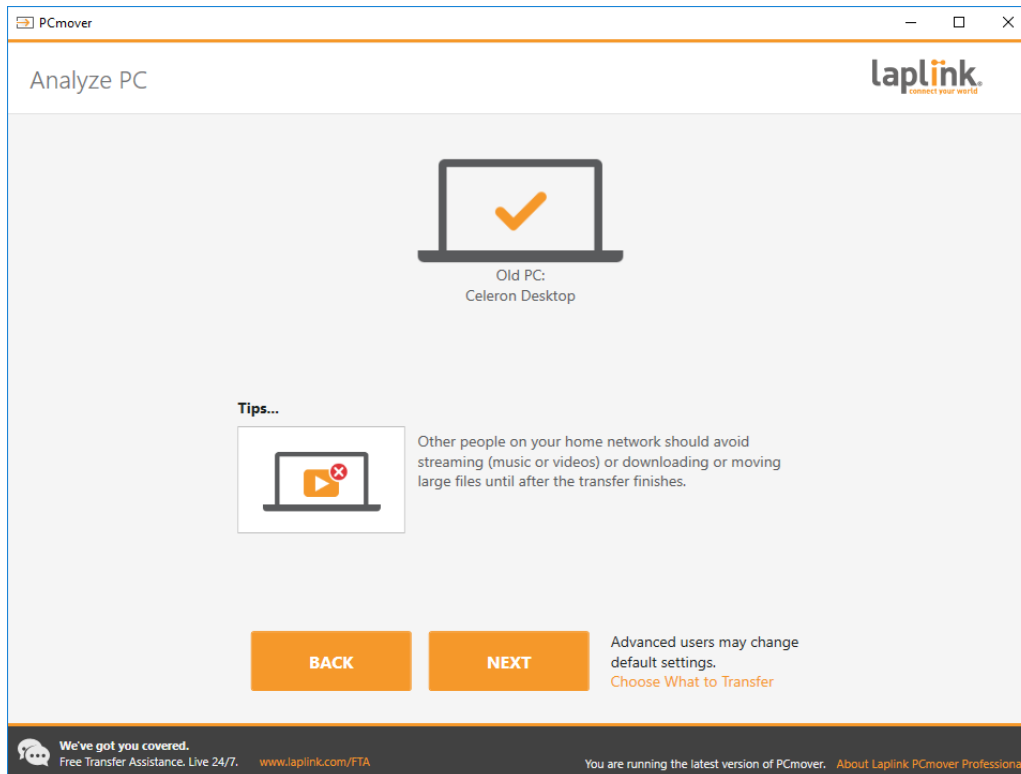 PCmover
Analyze PC
laplink.
connect your world
Old PC:
Celeron Desktop
Tips...
Other people on your home network should avoid
streaming (music or videos) or downloading or moving
large files until after the transfer finishes.
BACK
NEXT
Advanced users may change
default settings.
Choose What to Transfer
We've got you covered.
Free Transfer Assistance. Live 24/7. www.laplink.com/FTA
You are running the latest version of PCmover. About Laplink PCmover Professiona